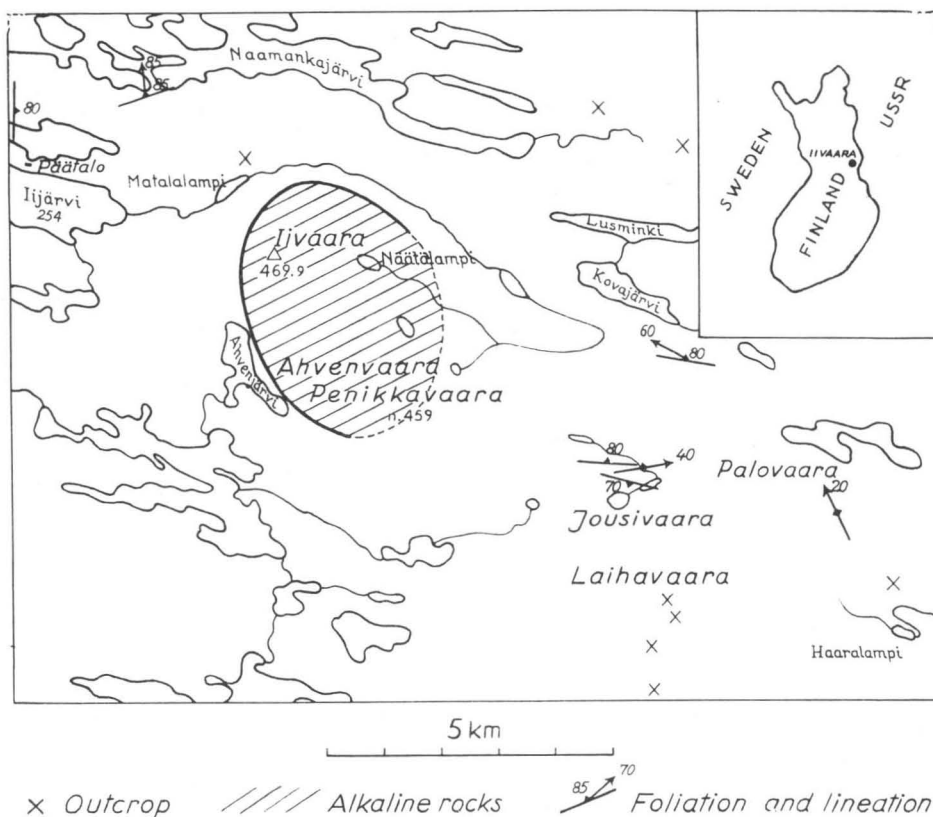 Naamankajärvi
85
85
80
Päätalo
Matalalampi
Iijärvi
254
Iivaara
469.9
Näätälampi
Lusminki
Kovajärvi
60
80
Ahvenjärvi
Ahvenvaara
Penikkavaara
n.459
80
40
70
Palovaara
20
Jousivaara
Laihavaara
Haaralampi
SWEDEN
USSR
IIVAARA
FINLAND
5 km
Outcrop
Alkaline rocks
85
70
Foliation and lineation